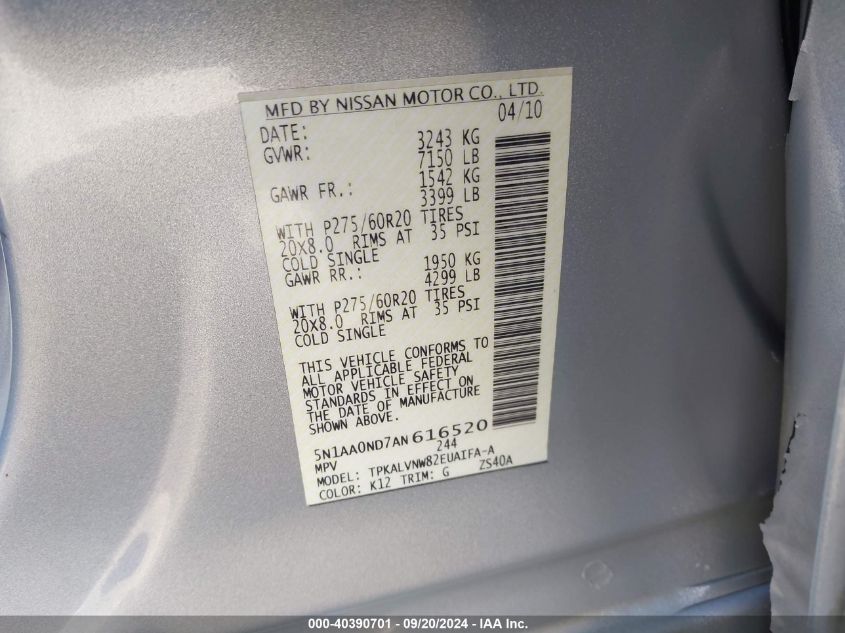 MFD BY NISSAN MOTOR CO., LTD.
DATE: 04/10
GVWR: 3243 KG
7150 LB
GAWR FR.: 1542 KG
3399 LB
WITH P275/60R20 TIRES
20X8.0 RIMS AT 35 PSI
COLD SINGLE
GAWR RR.: 1950 KG
4299 LB
WITH P275/60R20 TIRES
20X8.0 RIMS AT 35 PSI
COLD SINGLE
THIS VEHICLE CONFORMS TO
ALL APPLICABLE FEDERAL
MOTOR VEHICLE SAFETY
STANDARDS IN EFFECT ON
THE DATE OF MANUFACTURE
SHOWN ABOVE.
5N1AA0ND7AN616520
MPV 244
MODEL: TPKALVNW82EUAIFA-A
COLOR: K12 TRIM: G ZS40A
000-40390701 - 09/20/2024 - IAA Inc.